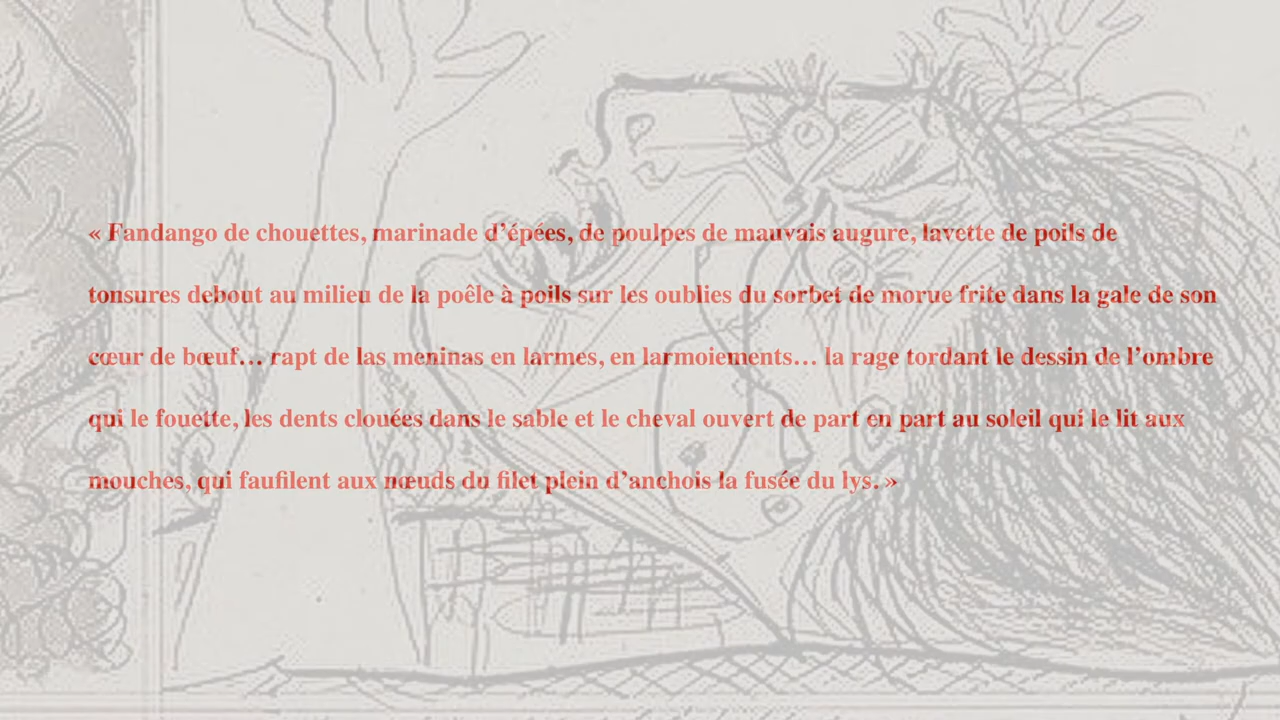 « Fandango de chouettes, marinade d’épées, de poulpes de mauvais augure, lavette de poils de
tonsures debout au milieu de la poêle à poils sur les oublies du sorbet de morue frite dans la gale de son
cœur de bœuf… rapt de las meninas en larmes, en larmoiements… la rage tordant le dessin de l’ombre
qui le fouette, les dents clouées dans le sable et le cheval ouvert de part en part au soleil qui le lit aux
mouches, qui faufilent aux nœuds du filet plein d’anchois la fusée du lys. »